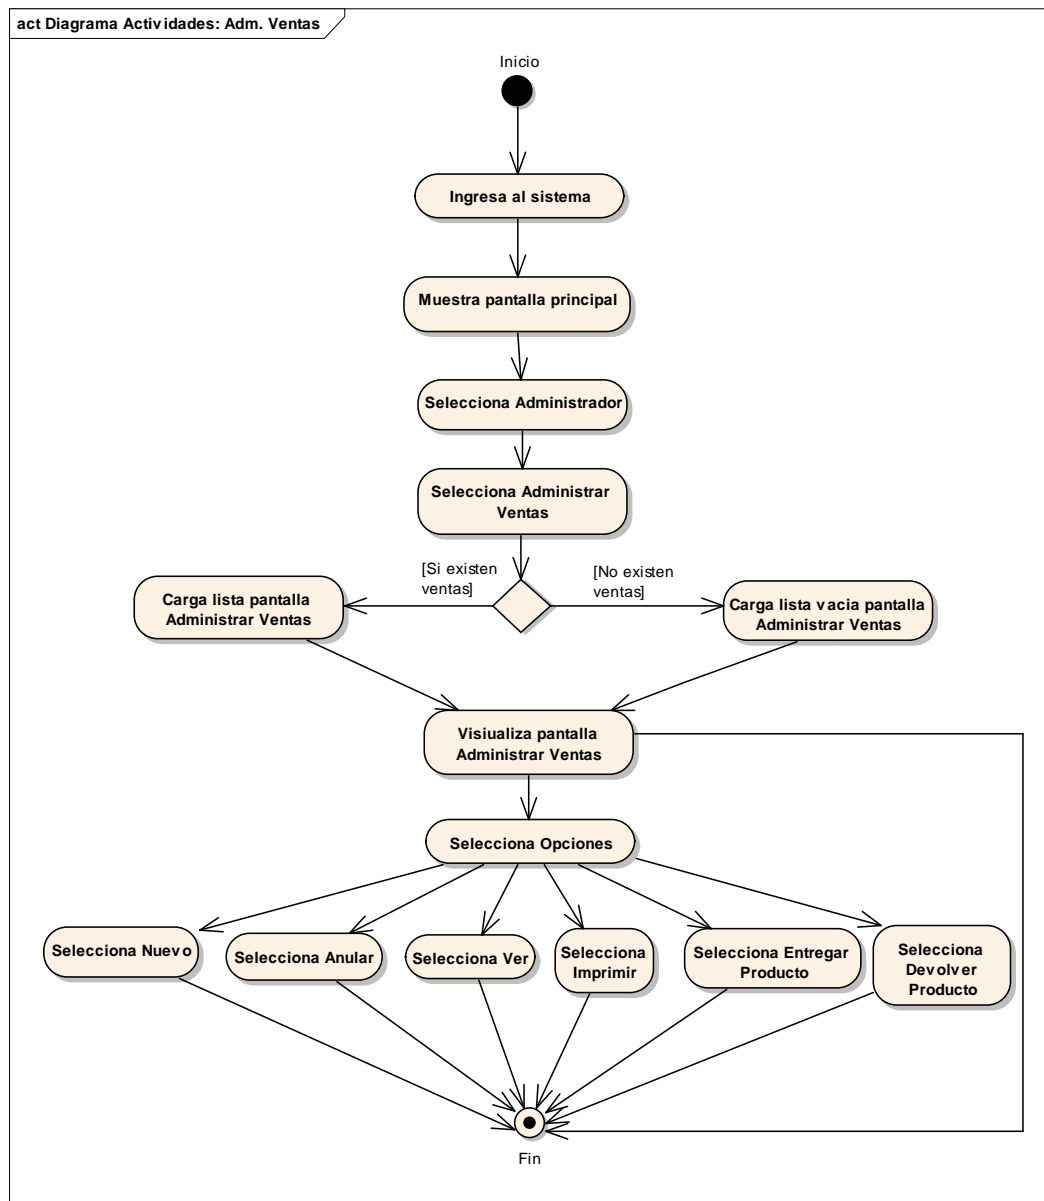 act Diagrama Actividades: Adm. Ventas
Inicio
Ingresa al sistema
Muestra pantalla principal
Selecciona Administrador
Selecciona Administrar
Ventas
[Si existen
ventas]
[No existen
ventas]
Carga lista pantalla
Administrar Ventas
Carga lista vacia pantalla
Administrar Ventas
Visiualiza pantalla
Administrar Ventas
Selecciona Opciones
Selecciona Nuevo
Selecciona Anular
Selecciona Ver
Selecciona
Imprimir
Selecciona Entregar
Producto
Selecciona
Devolver
Producto
Fin